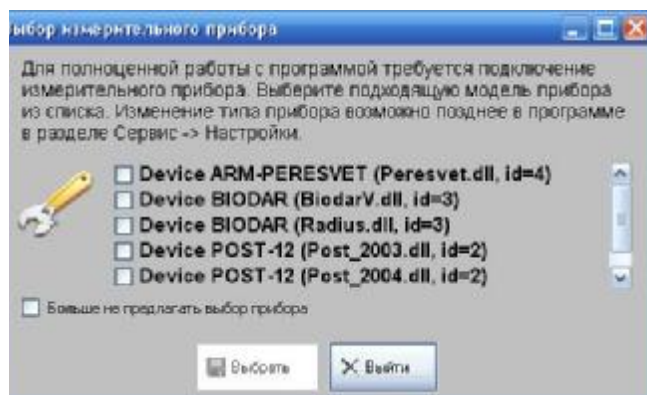 ыбор измерительного прибора
Для полноценной работы с программой требуется подключение
измерительного прибора. Выберите подходящую модель прибора
из списка. Изменение типа прибора возможно позднее в программе
в разделе Сервис -> Настройки.
Device ARM-PERESVET (Peresvet.dll, id=4)
Device BIODAR (BiodarV.dll, id=3)
Device BIODAR (Radius.dll, id=3)
Device POST-12 (Post_2003.dll, id=2)
Device POST-12 (Post_2004.dll, id=2)
Больше не предлагать выбор прибора
Выбрать
Выйти